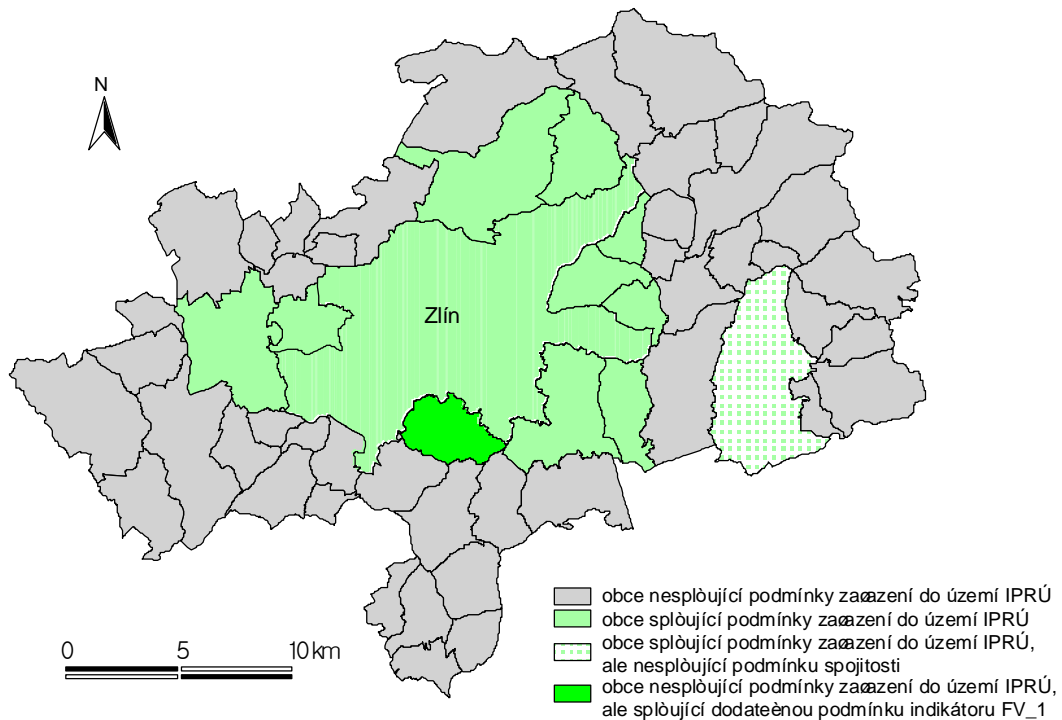 N
Zlín
obce nesplòující podmínky zaøazení do území IPRÚ
obce splòující podmínky zaøazení do území IPRÚ
obce splòující podmínky zaøazení do území IPRÚ,
ale nesplòující podmínku spojitosti
obce nesplòující podmínky zaøazení do území IPRÚ,
ale splòující dodateènou podmínku indikátoru FV_1
0 5 10 km